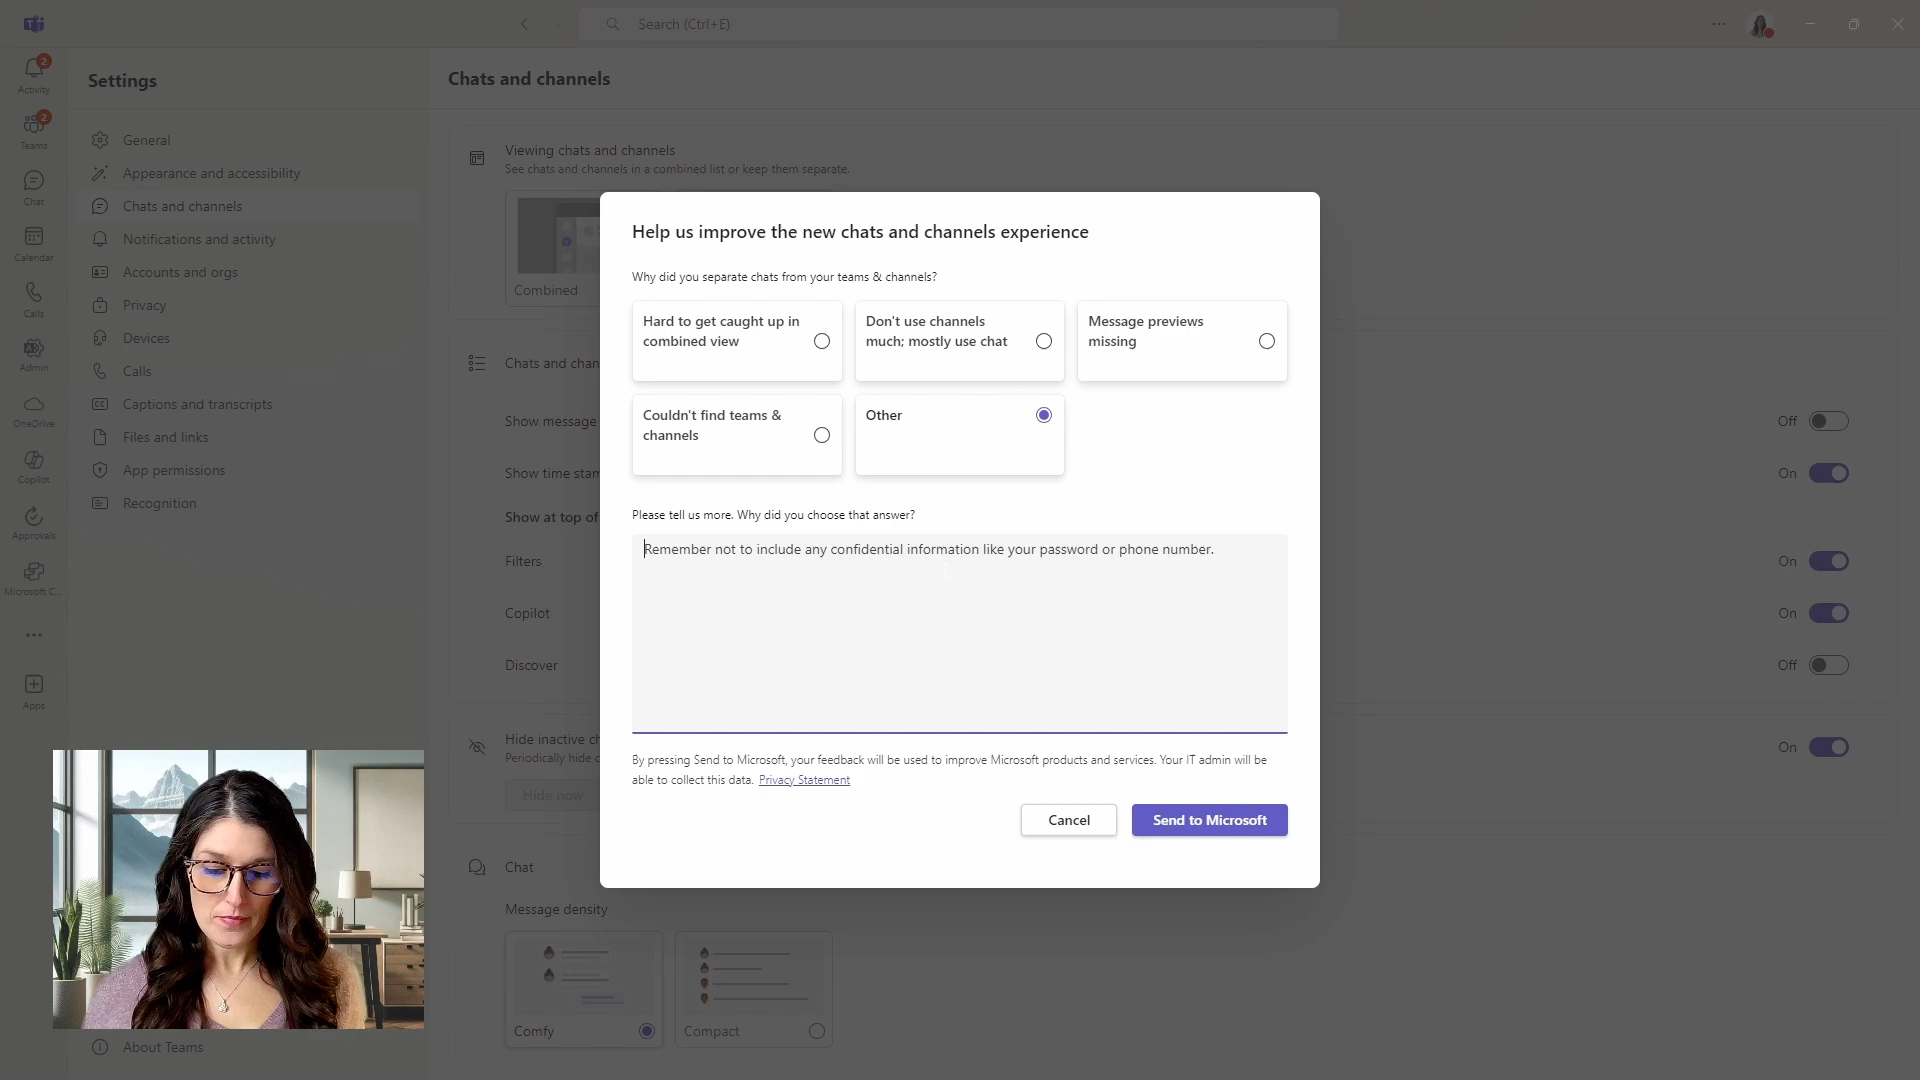 Search (Ctrl+E)
2
Activity
2
Teams
Chat
Calendar
Calls
Admin
OneDrive
Copilot
Approvals
Microsoft C...
Apps
Settings
General
Appearance and accessibility
Chats and channels
Notifications and activity
Accounts and orgs
Privacy
Devices
Calls
Captions and transcripts
Files and links
App permissions
Recognition
About Teams
Chats and channels
Viewing chats and channels
See chats and channels in a combined list or keep them separate.
Combined
Chats and chan
Show message
Off
Show time stam
On
Show at top of
Filters
On
Copilot
On
Discover
Off
Hide inactive ch
Periodically hide
On
Hide now
Chat
Message density
Comfy
Compact
Help us improve the new chats and channels experience
Why did you separate chats from your teams & channels?
Hard to get caught up in
combined view
Don't use channels
much; mostly use chat
Message previews
missing
Couldn't find teams &
channels
Other
Please tell us more. Why did you choose that answer?
Remember not to include any confidential information like your password or phone number.
By pressing Send to Microsoft, your feedback will be used to improve Microsoft products and services. Your IT admin will be
able to collect this data. Privacy Statement
Cancel
Send to Microsoft